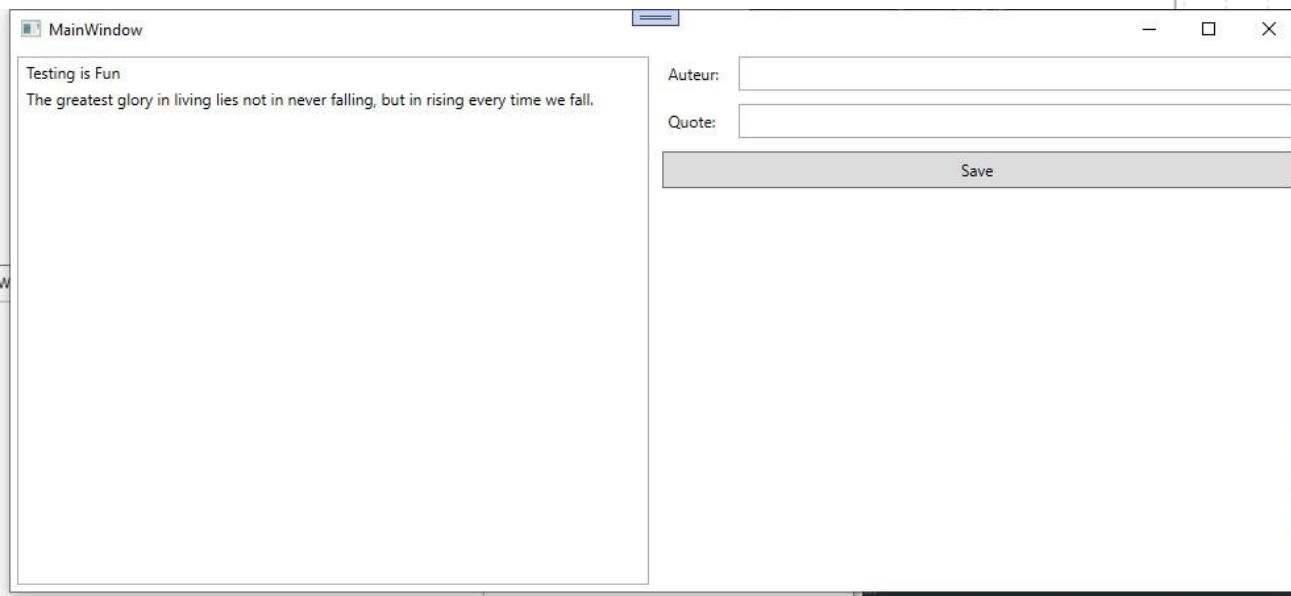 MainWindow
Testing is Fun
The greatest glory in living lies not in never falling, but in rising every time we fall.
Auteur:
Quote:
Save